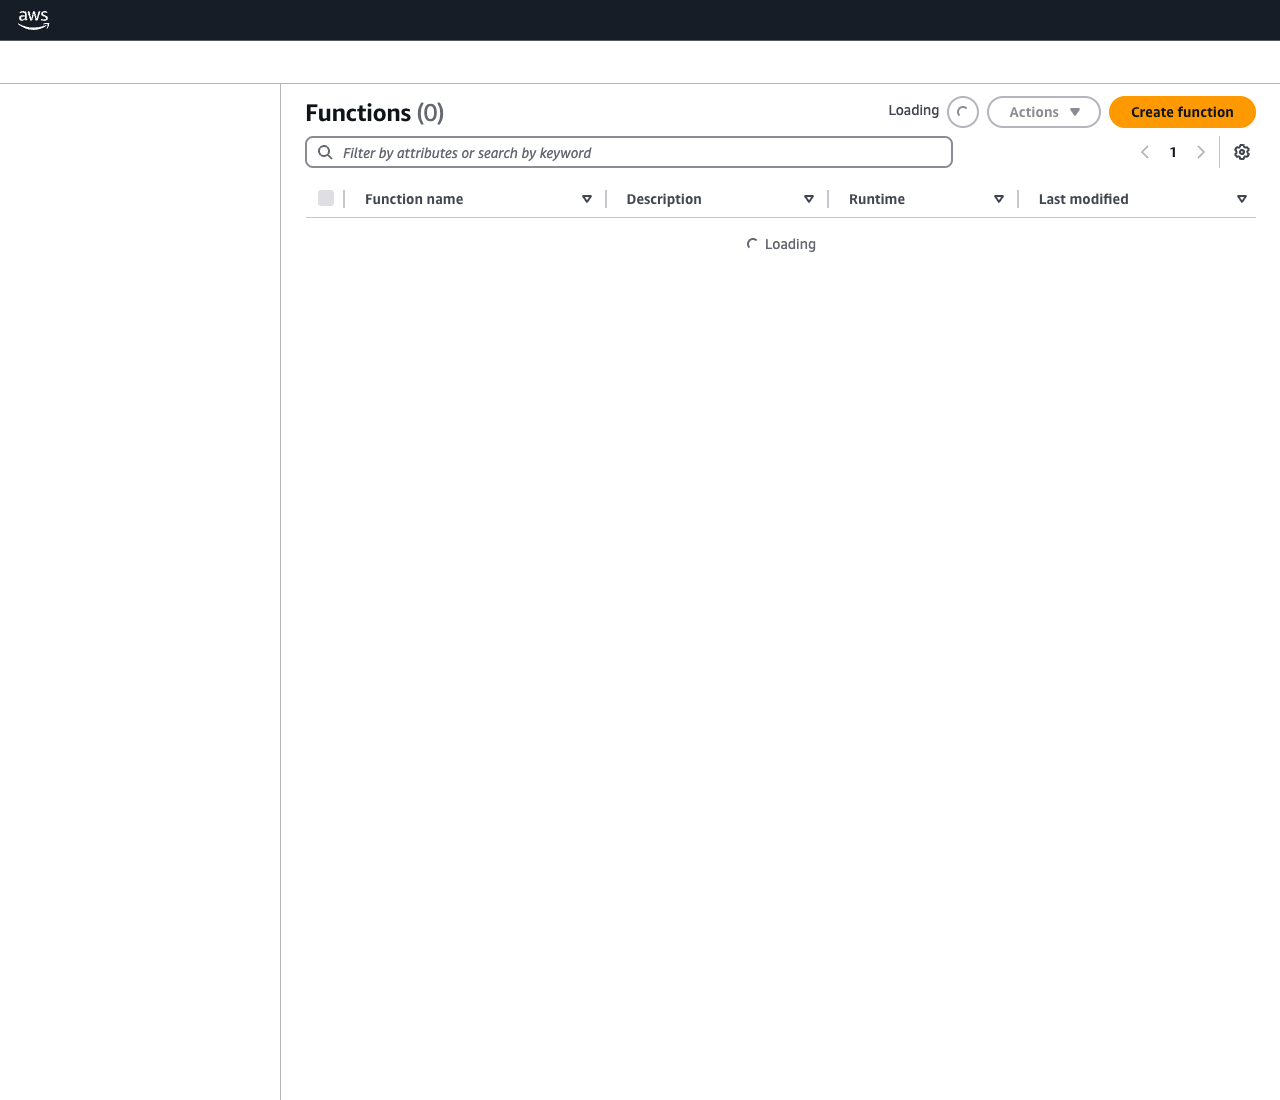 aws
Functions (0)
Loading
Actions
Create function
Filter by attributes or search by keyword
1
Function name
Description
Runtime
Last modified
Loading